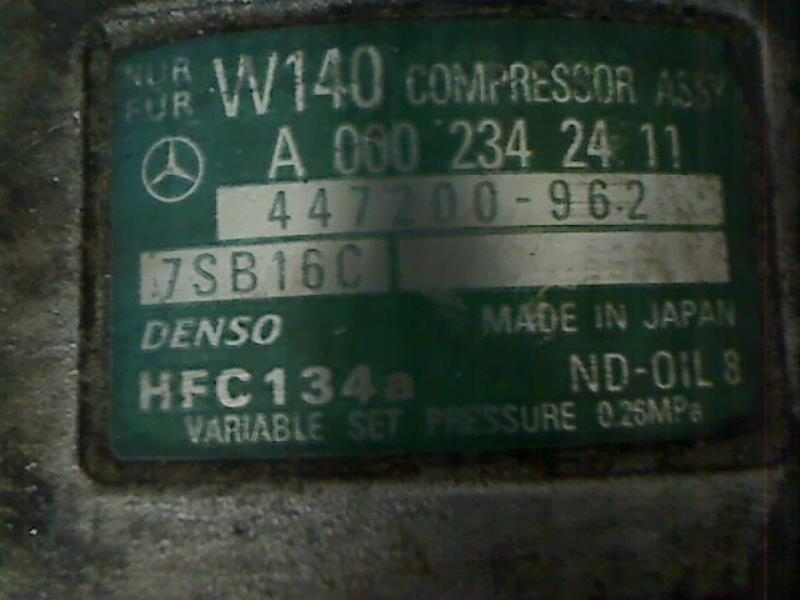 NUR
FUR W140 COMPRESSOR ASSY
A 000 234 24 11
447200-962
7SB16C
DENSO MADE IN JAPAN
HFC134a ND-OIL 8
VARIABLE SET PRESSURE 0.26MPa